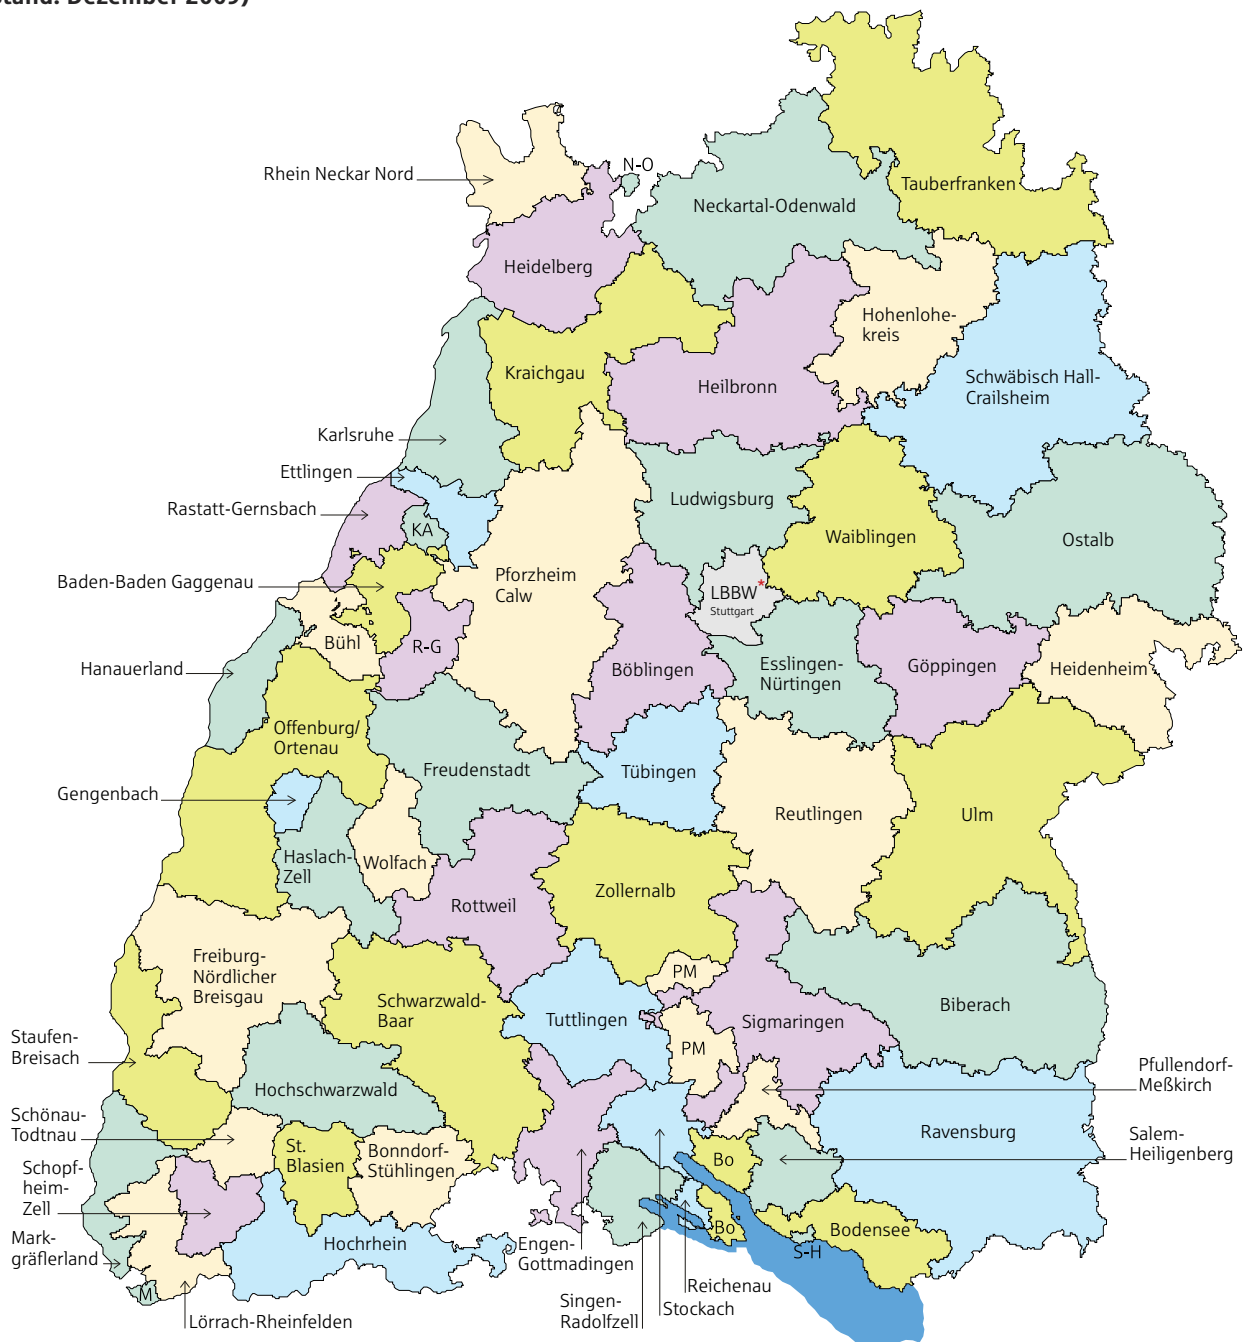 Stand: Dezember 2009)
N-O
Rhein Neckar Nord
Tauberfranken
Neckartal-Odenwald
Heidelberg
Hohenlohe-
kreis
Kraichgau
Heilbronn
Schwäbisch Hall-
Crailsheim
Karlsruhe
Ettlingen
Ludwigsburg
Rastatt-Gernsbach
KA
Waiblingen
Ostalb
Baden-Baden Gaggenau
Pforzheim
Calw
LBBW*
Stuttgart
Bühl
R-G
Hanauerland
Böblingen
Esslingen-
Nürtingen
Göppingen
Heidenheim
Offenburg/
Ortenau
Freudenstadt
Tübingen
Gengenbach
Reutlingen
Ulm
Haslach-
Zell
Wolfach
Rottweil
Zollernalb
Freiburg-
Nördlicher
Breisgau
PM
Schwarzwald-
Baar
Tuttlingen
Sigmaringen
Biberach
Staufen-
Breisach
PM
Pfullendorf-
Meßkirch
Hochschwarzwald
Schönau-
Todtnau
St.
Blasien
Bonndorf-
Stühlingen
Ravensburg
Salem-
Heiligenberg
Schopf-
heim-
Zell
Bo
Mark-
gräflerland
Hochrhein
Engen-
Gottmadingen
Bo
Bodensee
S-H
M
Reichenau
Singen-
Radolfzell
Stockach
Lörrach-Rheinfelden